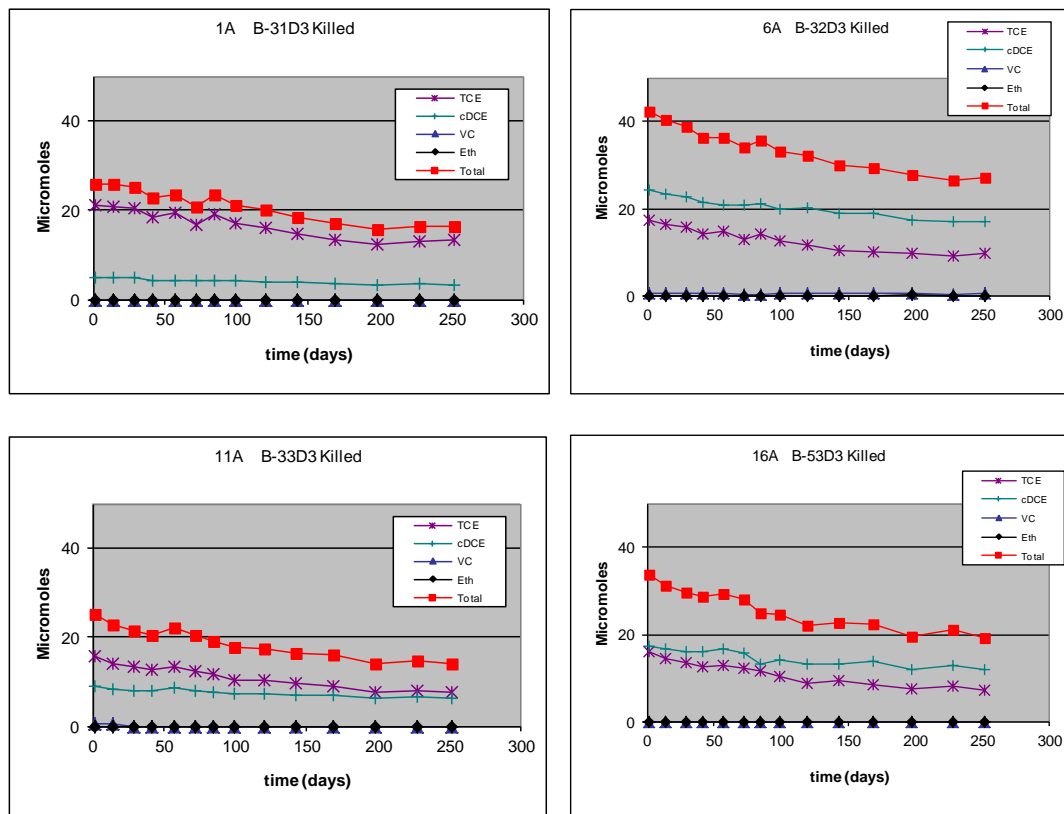 1A B-31D3 Killed
Micromoles
40
20
0
0 50 100 150 200 250 300
time (days)
TCE
cDCE
VC
Eth
Total
6A B-32D3 Killed
Micromoles
40
20
0
0 50 100 150 200 250 300
time (days)
TCE
cDCE
VC
Eth
Total
11A B-33D3 Killed
Micromoles
40
20
0
0 50 100 150 200 250 300
time (days)
TCE
cDCE
VC
Eth
Total
16A B-53D3 Killed
Micromoles
40
20
0
0 50 100 150 200 250 300
time (days)
TCE
cDCE
VC
Eth
Total